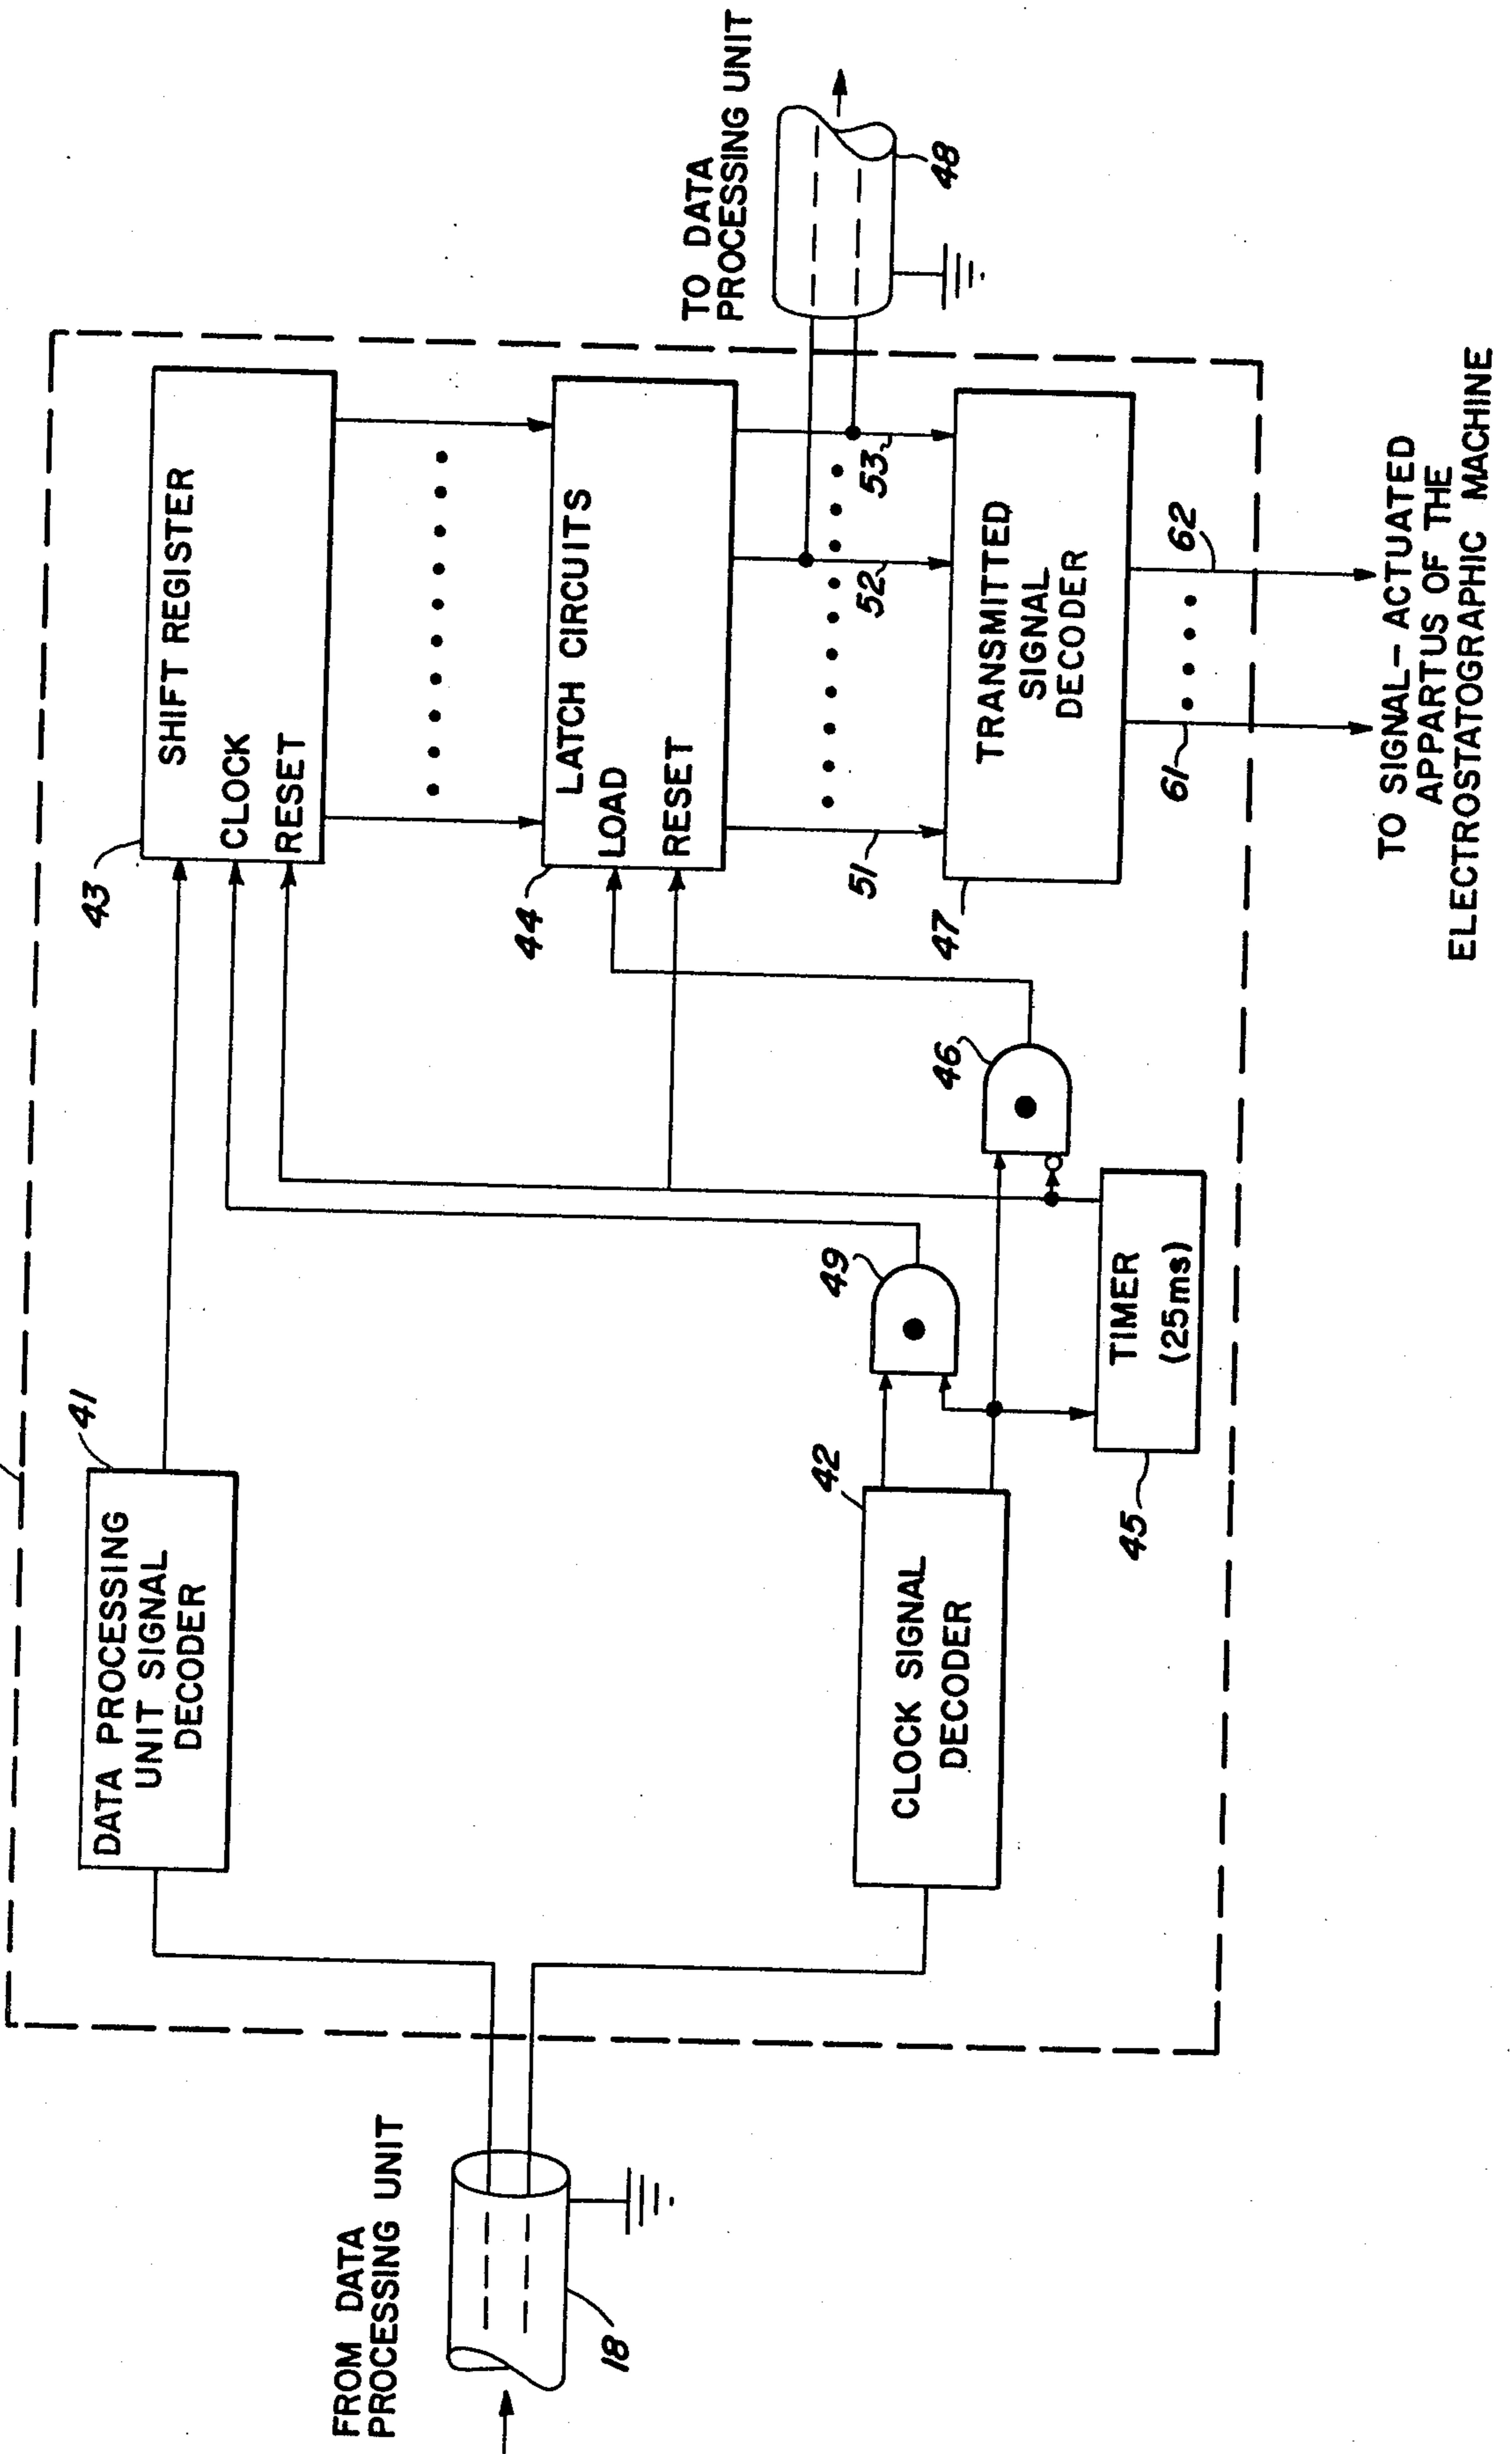 FROM DATA
PROCESSING UNIT
18
DATA PROCESSING
UNIT SIGNAL
DECODER
41
CLOCK SIGNAL
DECODER
42
49
TIMER
(25ms)
45
46
43
SHIFT REGISTER
CLOCK
RESET
44
LATCH CIRCUITS
LOAD
RESET
51
52
53
47
TRANSMITTED
SIGNAL
DECODER
61
62
TO DATA
PROCESSING UNIT
48
TO SIGNAL-ACTUATED
APPARTUS OF THE
ELECTROSTATOGRAPHIC MACHINE